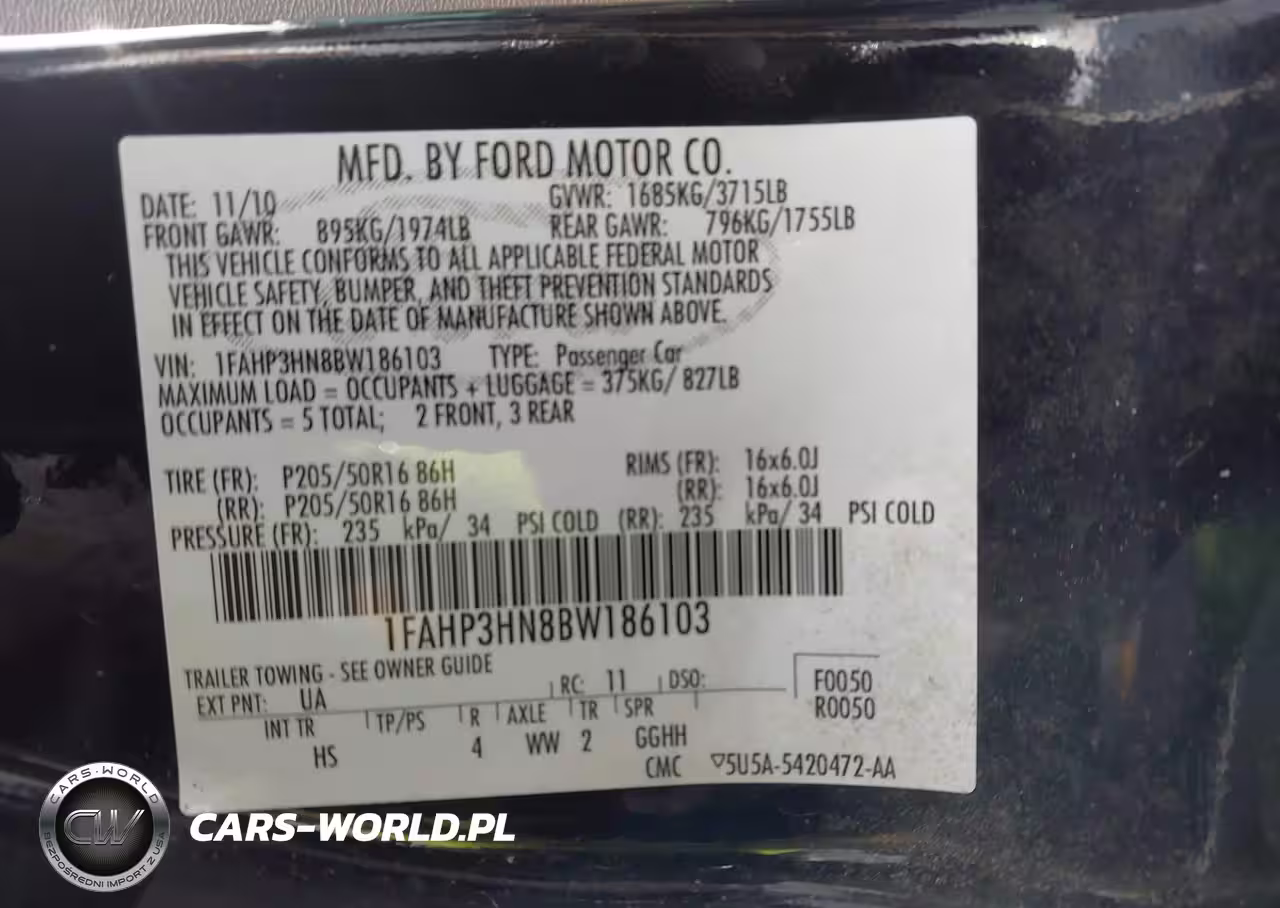 MFD. BY FORD MOTOR CO.
DATE: 11/10 GVWR: 1685KG/3715LB
FRONT GAWR: 895KG/1974LB REAR GAWR: 796KG/1755LB
THIS VEHICLE CONFORMS TO ALL APPLICABLE FEDERAL MOTOR
VEHICLE SAFETY, BUMPER, AND THEFT PREVENTION STANDARDS
IN EFFECT ON THE DATE OF MANUFACTURE SHOWN ABOVE.
VIN: 1FAHP3HN8BW186103 TYPE: Passenger Car
MAXIMUM LOAD = OCCUPANTS + LUGGAGE = 375KG/ 827LB
OCCUPANTS = 5 TOTAL; 2 FRONT, 3 REAR
TIRE (FR): P205/50R16 86H RIMS (FR): 16x6.0J
(RR): P205/50R16 86H (RR): 16x6.0J
PRESSURE (FR): 235 kPa/ 34 PSI COLD (RR): 235 kPa/ 34 PSI COLD
1FAHP3HN8BW186103
TRAILER TOWING - SEE OWNER GUIDE
EXT PNT: UA RC: 11 DSO: F0050
R0050
INT TR TP/PS R AXLE TR SPR
HS 4 WW 2 GGHH
CMC ▽5U5A-5420472-AA
CARS-WORLD
CW
BEZPOŚREDNI IMPORT Z USA
CARS-WORLD.PL